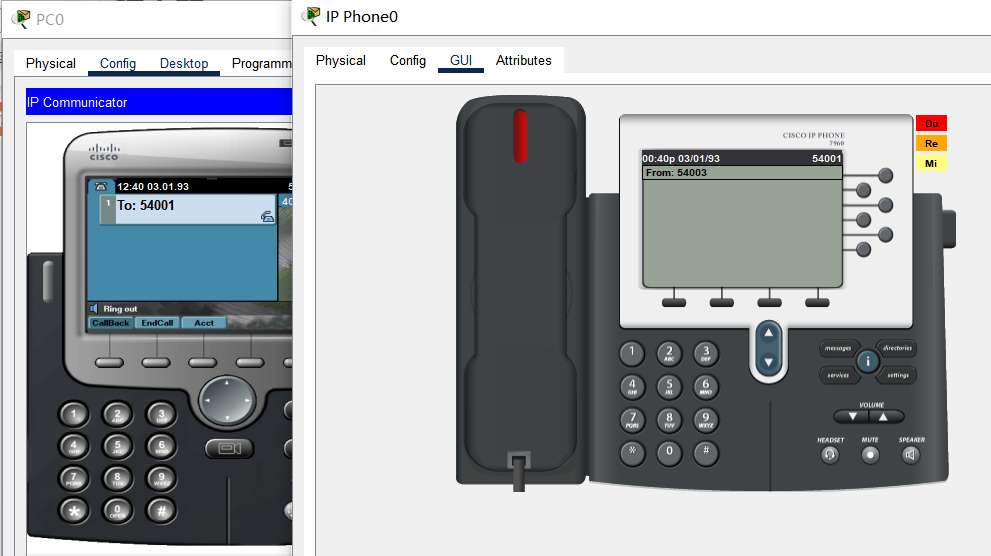 PC0
Physical Config Desktop Programm
IP Communicator
CISCO
12:40 03.01.93 5
1 To: 54001
40
Ring out
CallBack EndCall Acct
1 2 ABC 3 DEF
4 GHI 5 JKL 6 MNO
7 PQRS 8 TUV 9 WXYZ
* 0 OPER #
IP Phone0
Physical Config GUI Attributes
CISCO IP PHONE
7960
00:40p 03/01/93 54001
From: 54003
Do
Re
Mi
1 2 ABC 3 DEF
4 GHI 5 JKL 6 MNO
7 PQRS 8 TUV 9 WXYZ
* 0 #
messages directories
i
services settings
VOLUME
HEADSET MUTE SPEAKER